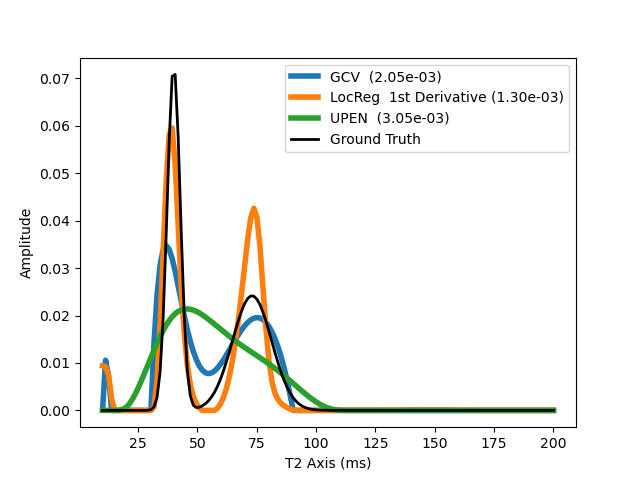 GCV  (2.05e-03)
LocReg  1st Derivative (1.30e-03)
UPEN  (3.05e-03)
Ground Truth
Amplitude
0.07
0.06
0.05
0.04
0.03
0.02
0.01
0.00
25 50 75 100 125 150 175 200
T2 Axis (ms)